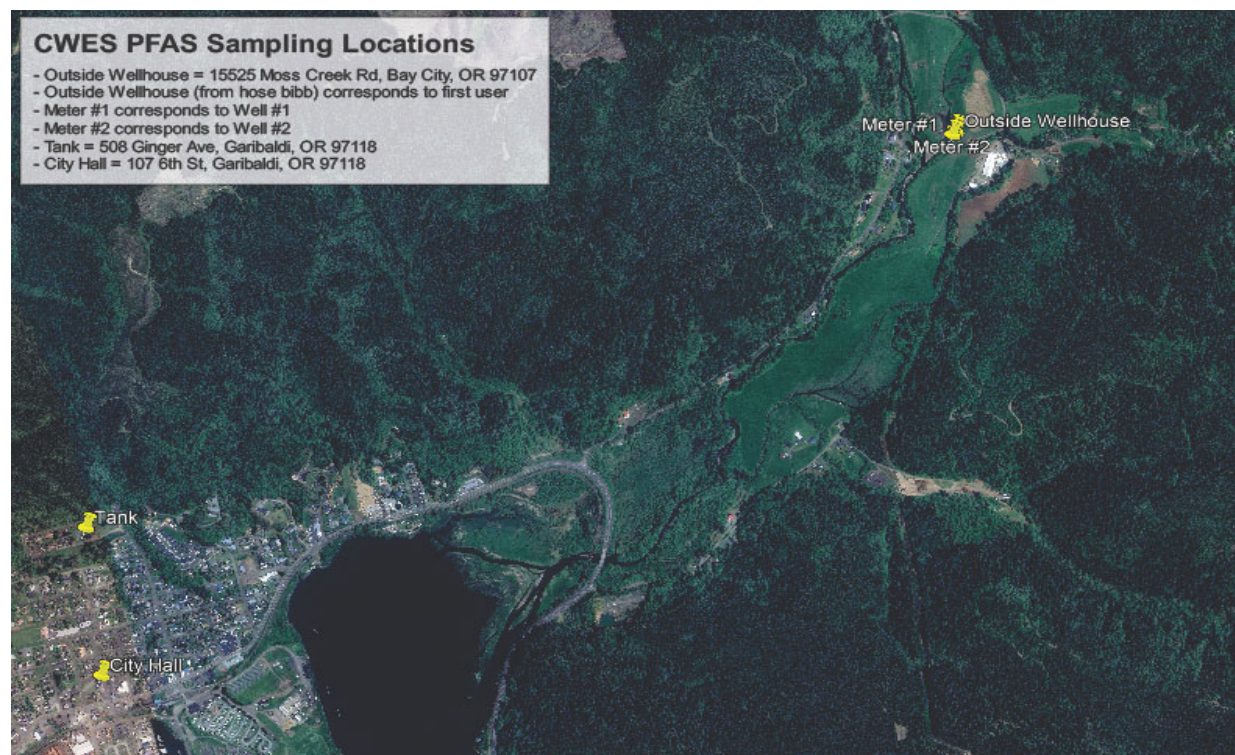 CWES PFAS Sampling Locations
- Outside Wellhouse = 15525 Moss Creek Rd, Bay City, OR 97107
- Outside Wellhouse (from hose bibb) corresponds to first user
- Meter #1 corresponds to Well #1
- Meter #2 corresponds to Well #2
- Tank = 508 Ginger Ave, Garibaldi, OR 97118
- City Hall = 107 6th St, Garibaldi, OR 97118
Meter #1
Outside Wellhouse
Meter #2
Tank
City Hall